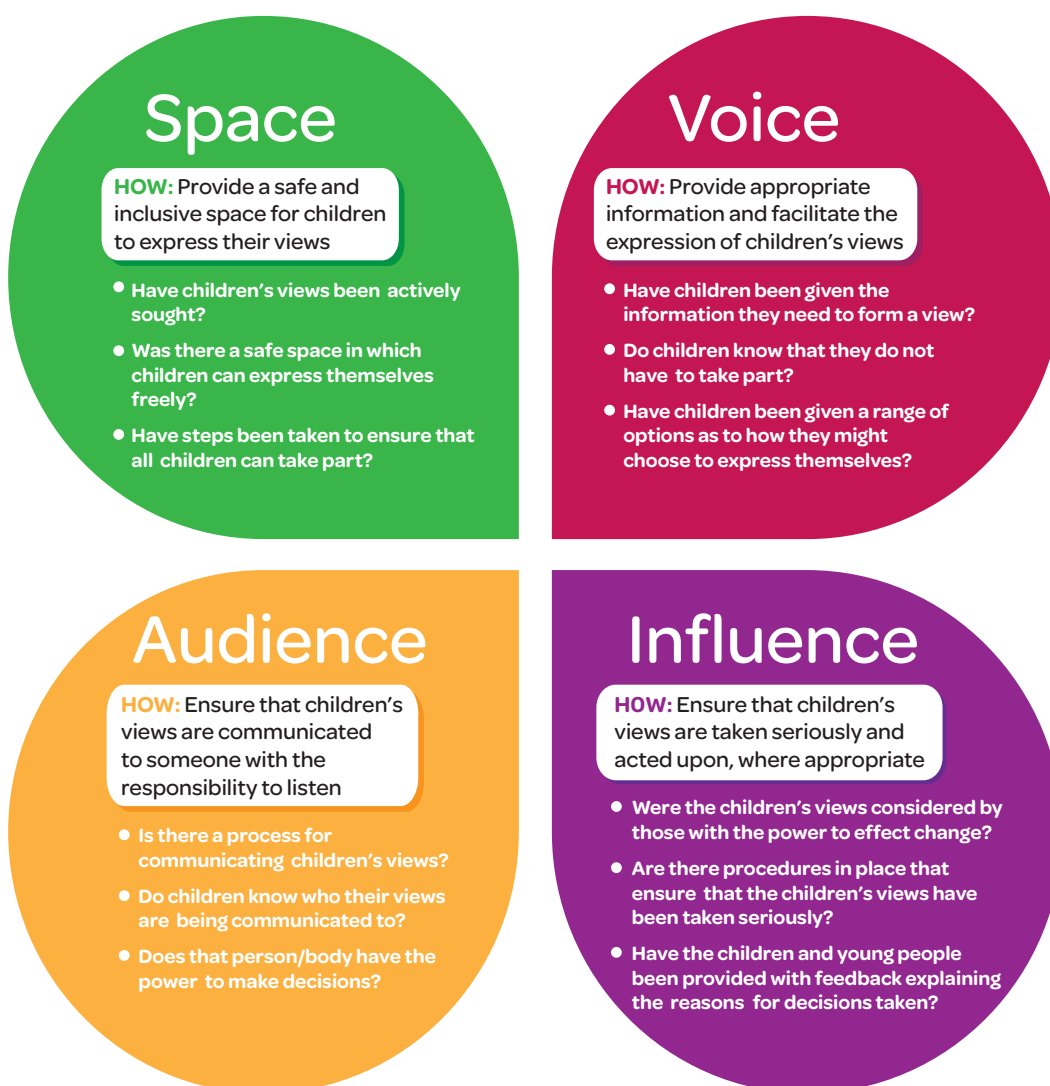 Space
HOW: Provide a safe and
inclusive space for children
to express their views
• Have children's views been actively
sought?
• Was there a safe space in which
children can express themselves
freely?
• Have steps been taken to ensure that
all children can take part?
Voice
HOW: Provide appropriate
information and facilitate the
expression of children's views
• Have children been given the
information they need to form a view?
• Do children know that they do not
have to take part?
• Have children been given a range of
options as to how they might
choose to express themselves?
Audience
HOW: Ensure that children's
views are communicated
to someone with the
responsibility to listen
• Is there a process for
communicating children's views?
• Do children know who their views
are being communicated to?
• Does that person/body have the
power to make decisions?
Influence
HOW: Ensure that children's
views are taken seriously and
acted upon, where appropriate
• Were the children's views considered by
those with the power to effect change?
• Are there procedures in place that
ensure that the children's views have
been taken seriously?
• Have the children and young people
been provided with feedback explaining
the reasons for decisions taken?